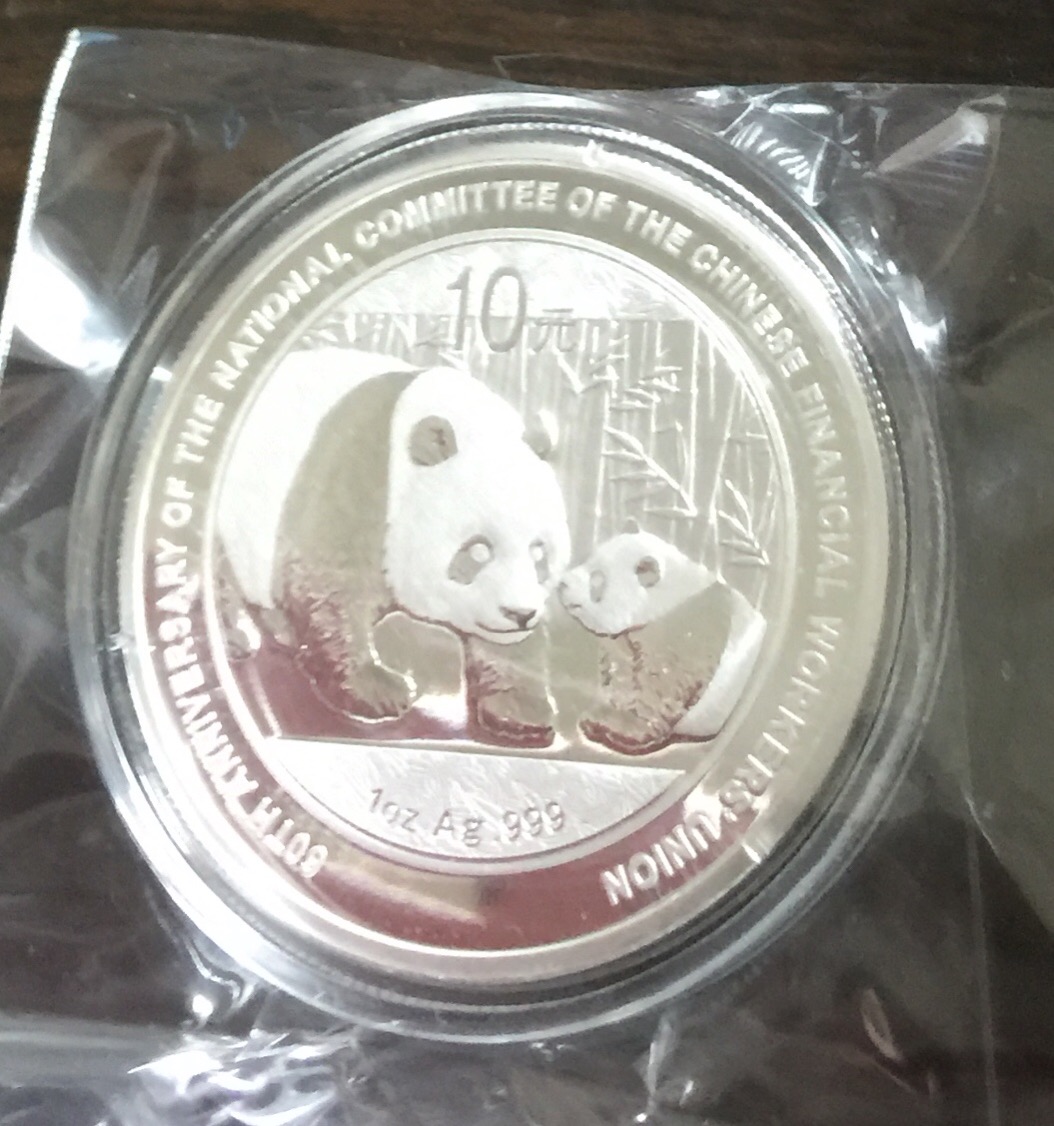 60TH ANNIVERSARY OF THE NATIONAL COMMITTEE OF THE CHINESE FINANCIAL WORKERS' UNION
10元
1oz Ag .999